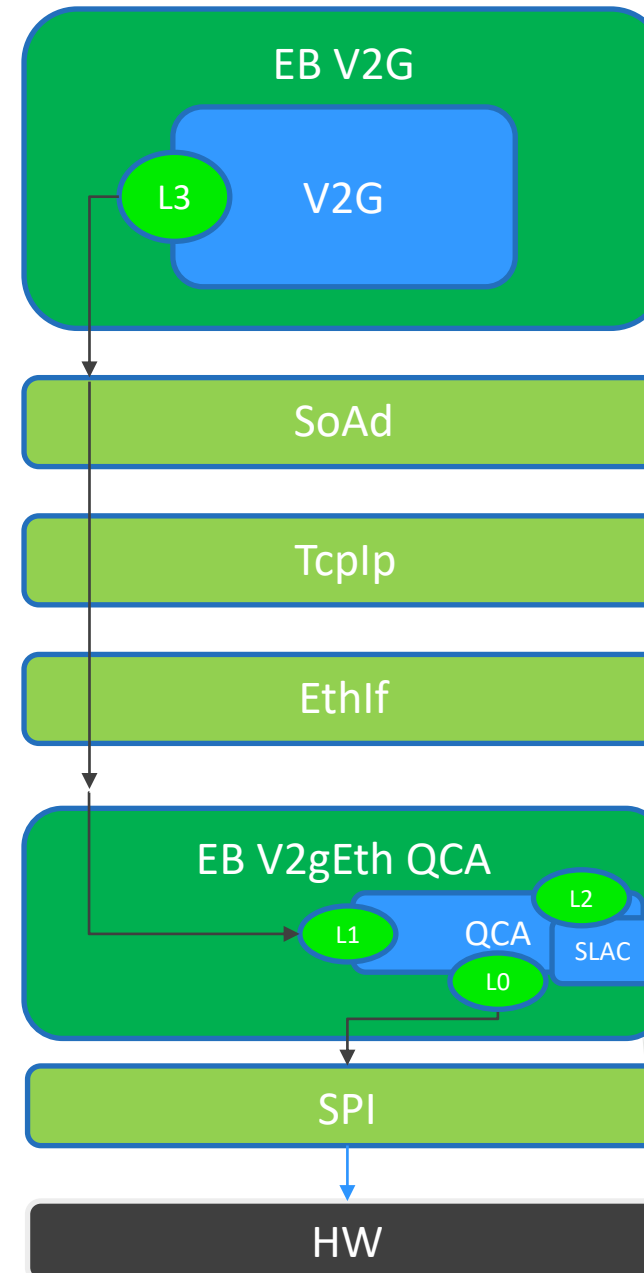 EB V2G
L3
V2G
SoAd
TcpIp
EthIf
EB V2gEth QCA
L2
L1
QCA
SLAC
L0
SPI
HW